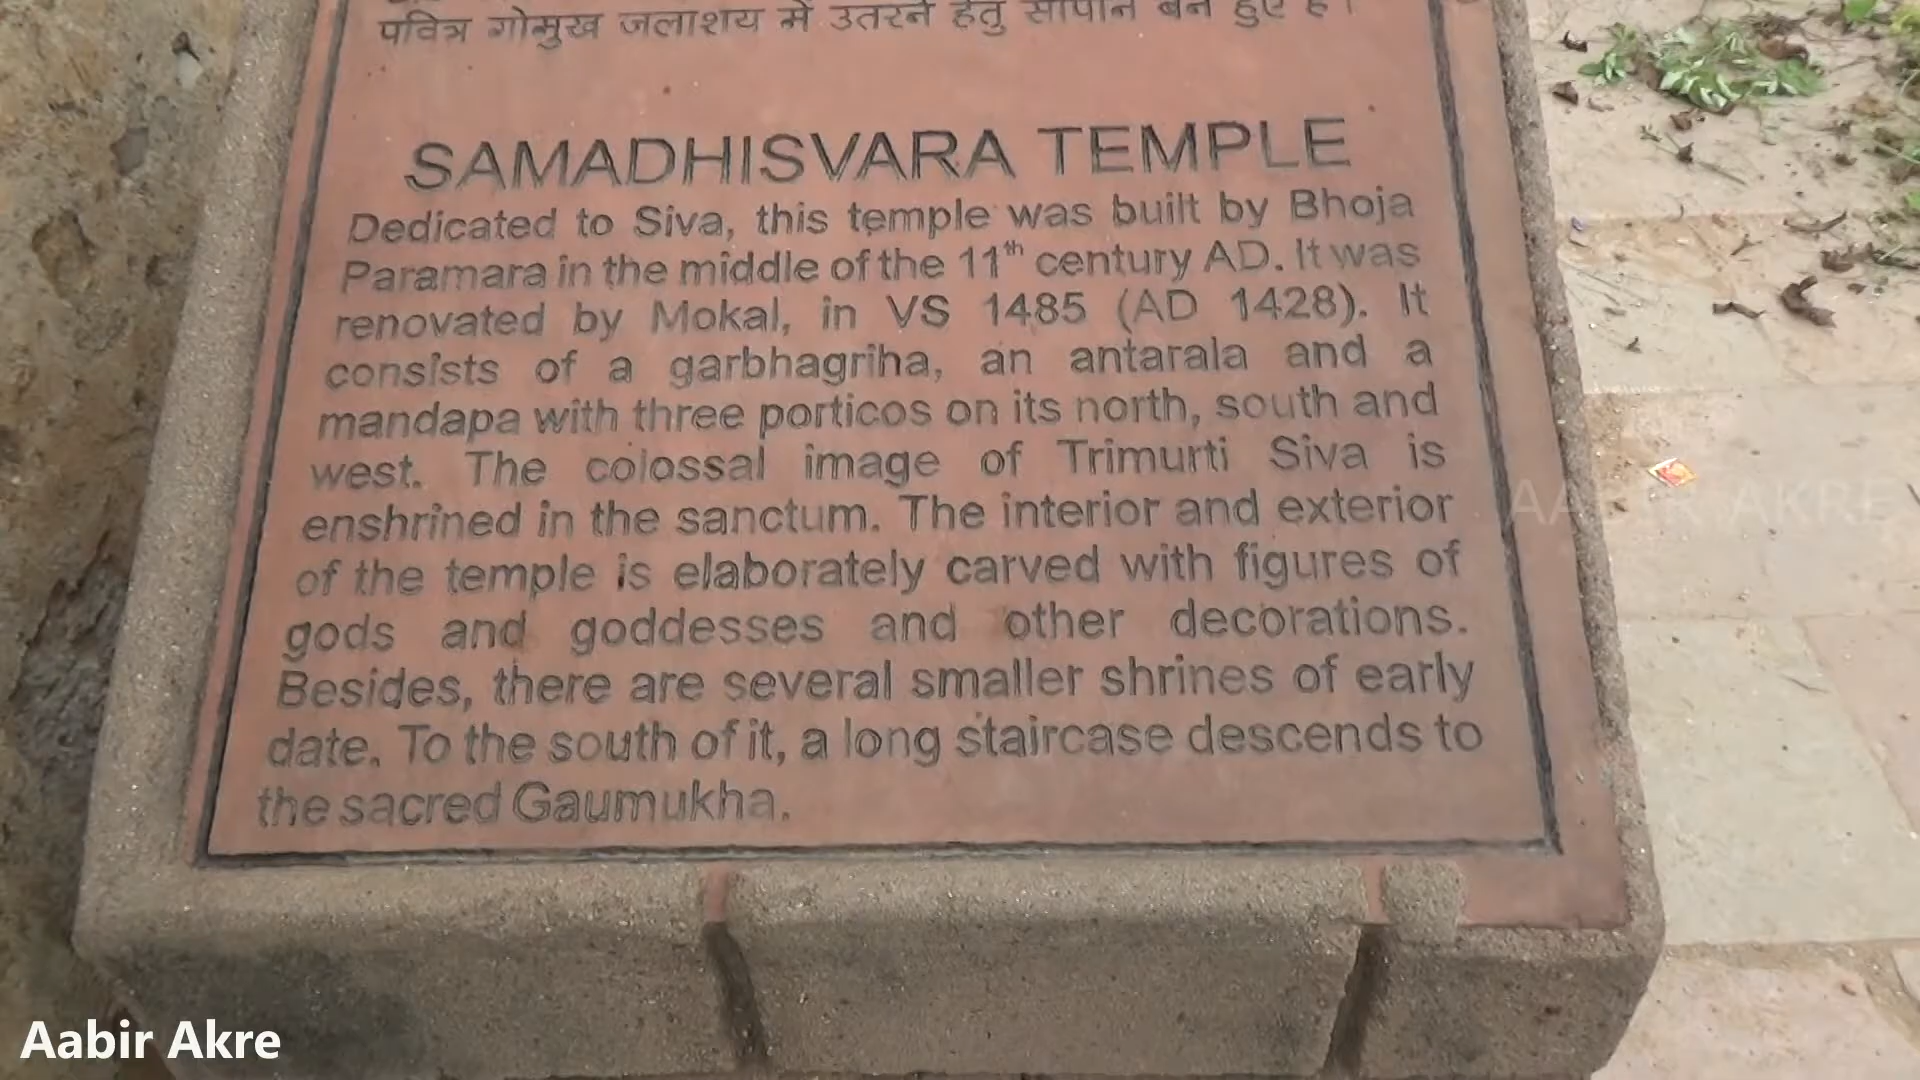 पवित्र गोमुख जलाशय में उतरने हेतु सोपान बने हुए हैं।
SAMADHISVARA TEMPLE
Dedicated to Siva, this temple was built by Bhoja
Paramara in the middle of the 11th century AD. It was
renovated by Mokal, in VS 1485 (AD 1428). It
consists of a garbhagriha, an antarala and a
mandapa with three porticos on its north, south and
west. The colossal image of Trimurti Siva is
enshrined in the sanctum. The interior and exterior
of the temple is elaborately carved with figures of
gods and goddesses and other decorations.
Besides, there are several smaller shrines of early
date. To the south of it, a long staircase descends to
the sacred Gaumukha.
AABIR AKRE
Aabir Akre